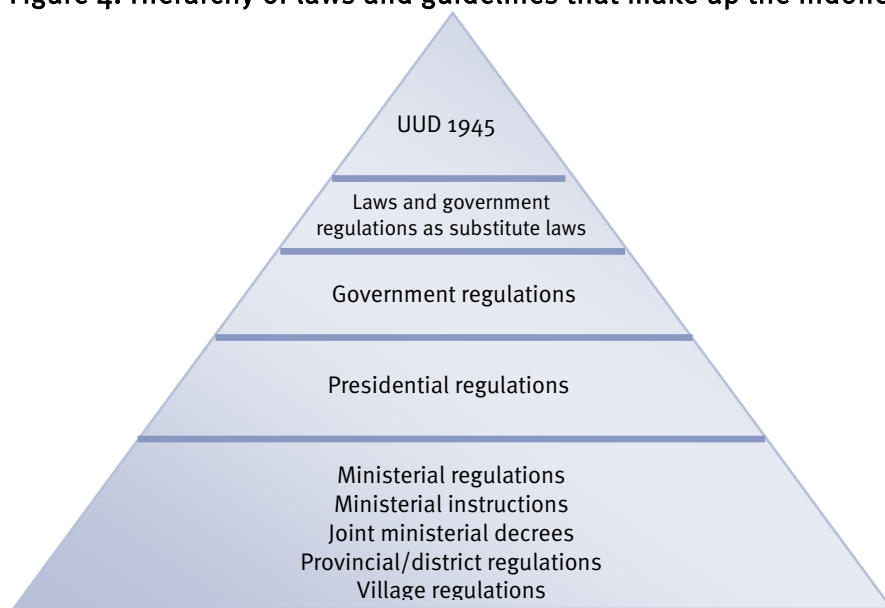 Figure 4. Hierarchy of laws and guidelines that make up the
UUD 1945
Laws and government
regulations as substitute laws
Government regulations
Presidential regulations
Ministerial regulations
Ministerial instructions
Joint ministerial decrees
Provincial/district regulations
Village regulations